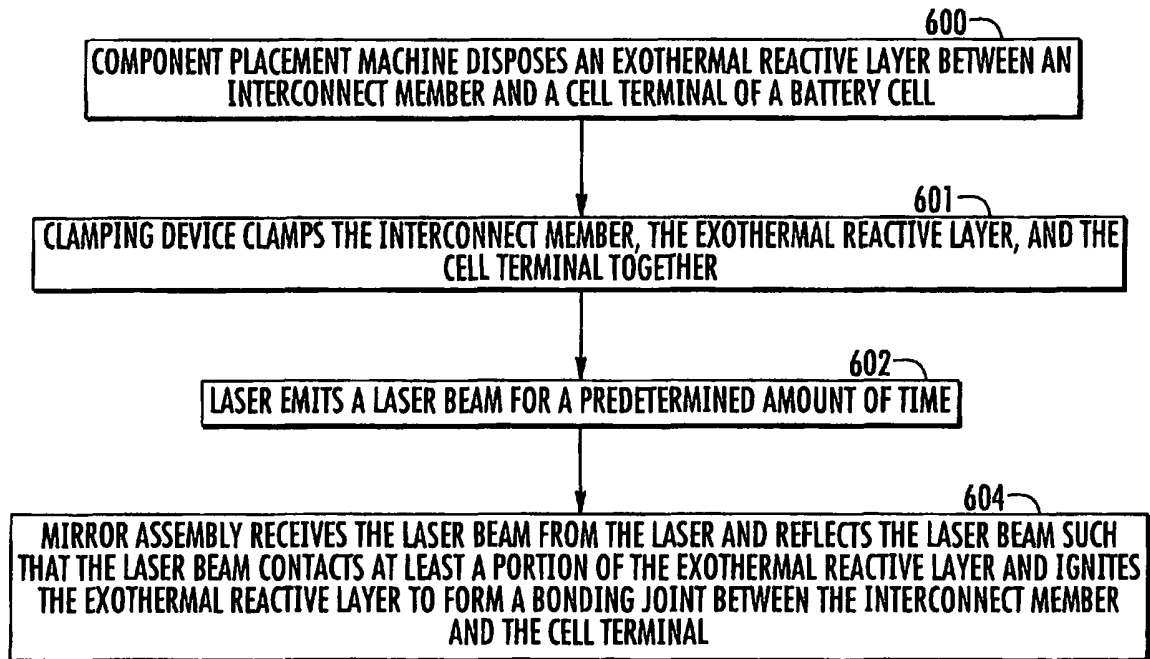 600
COMPONENT PLACEMENT MACHINE DISPOSES AN EXOTHERMAL REACTIVE LAYER BETWEEN AN
INTERCONNECT MEMBER AND A CELL TERMINAL OF A BATTERY CELL
601
CLAMPING DEVICE CLAMPS THE INTERCONNECT MEMBER, THE EXOTHERMAL REACTIVE LAYER, AND THE
CELL TERMINAL TOGETHER
602
LASER EMITS A LASER BEAM FOR A PREDETERMINED AMOUNT OF TIME
604
MIRROR ASSEMBLY RECEIVES THE LASER BEAM FROM THE LASER AND REFLECTS THE LASER BEAM SUCH
THAT THE LASER BEAM CONTACTS AT LEAST A PORTION OF THE EXOTHERMAL REACTIVE LAYER AND IGNITES
THE EXOTHERMAL REACTIVE LAYER TO FORM A BONDING JOINT BETWEEN THE INTERCONNECT MEMBER
AND THE CELL TERMINAL